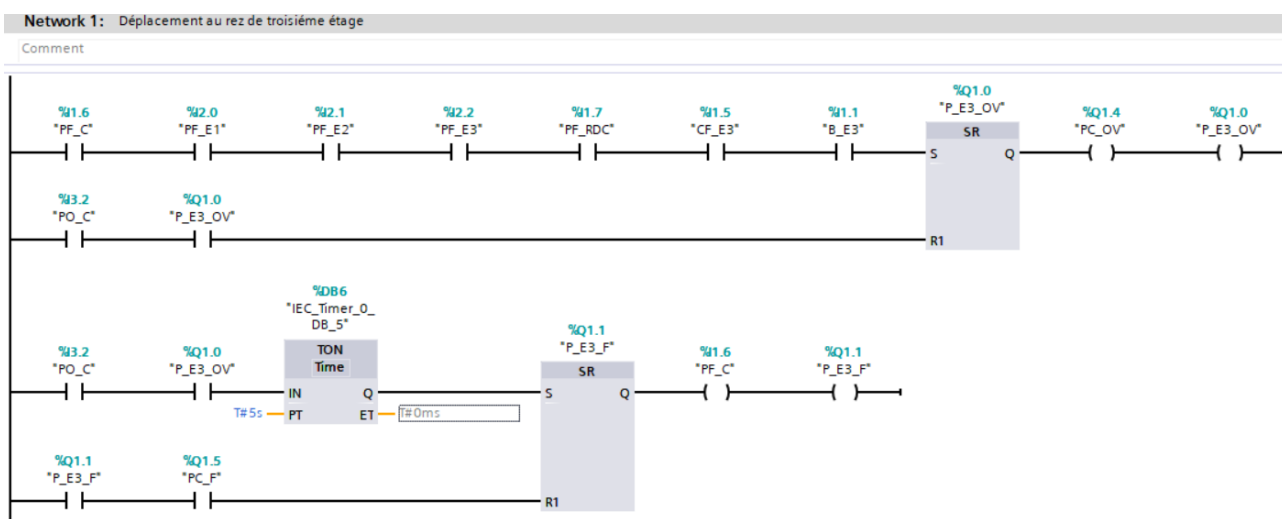 Network 1: Déplacement au rez de troisiéme étage
Comment
%Q1.0
%I1.6 %I2.0 %I2.1 %I2.2 %I1.7 %I1.5 %I1.1 "P_E3_OV" %Q1.4 %Q1.0
"PF_C" "PF_E1" "PF_E2" "PF_E3" "PF_RDC" "CF_E3" "B_E3" SR "PC_OV" "P_E3_OV"
S Q
%I3.2 %Q1.0
"PO_C" "P_E3_OV"
R1
%DB6
"IEC_Timer_0_
DB_5"
%Q1.1
%I3.2 %Q1.0 TON "P_E3_F" %I1.6 %Q1.1
"PO_C" "P_E3_OV" Time SR "PF_C" "P_E3_F"
IN Q S Q
T#5s PT ET T#0ms
%Q1.1 %Q1.5
"P_E3_F" "PC_F"
R1